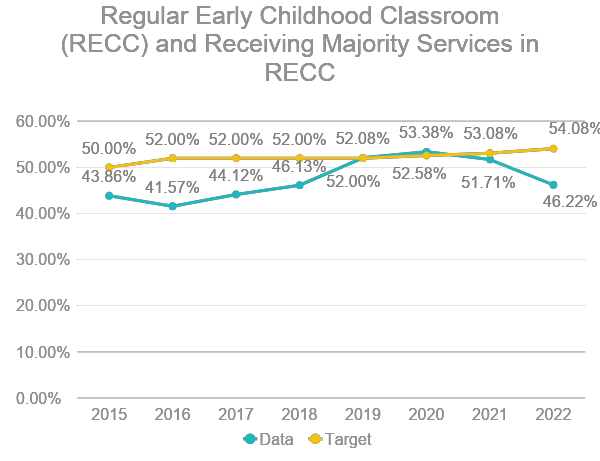 Regular Early Childhood Classroom
(RECC) and Receiving Majority Services in
RECC
60.00%
50.00%
40.00%
30.00%
20.00%
10.00%
0.00%
50.00% 52.00% 52.00% 52.00% 52.08% 53.38% 53.08% 54.08%
43.86% 41.57% 44.12% 46.13% 52.00% 52.58% 51.71% 46.22%
2015 2016 2017 2018 2019 2020 2021 2022
Data Target